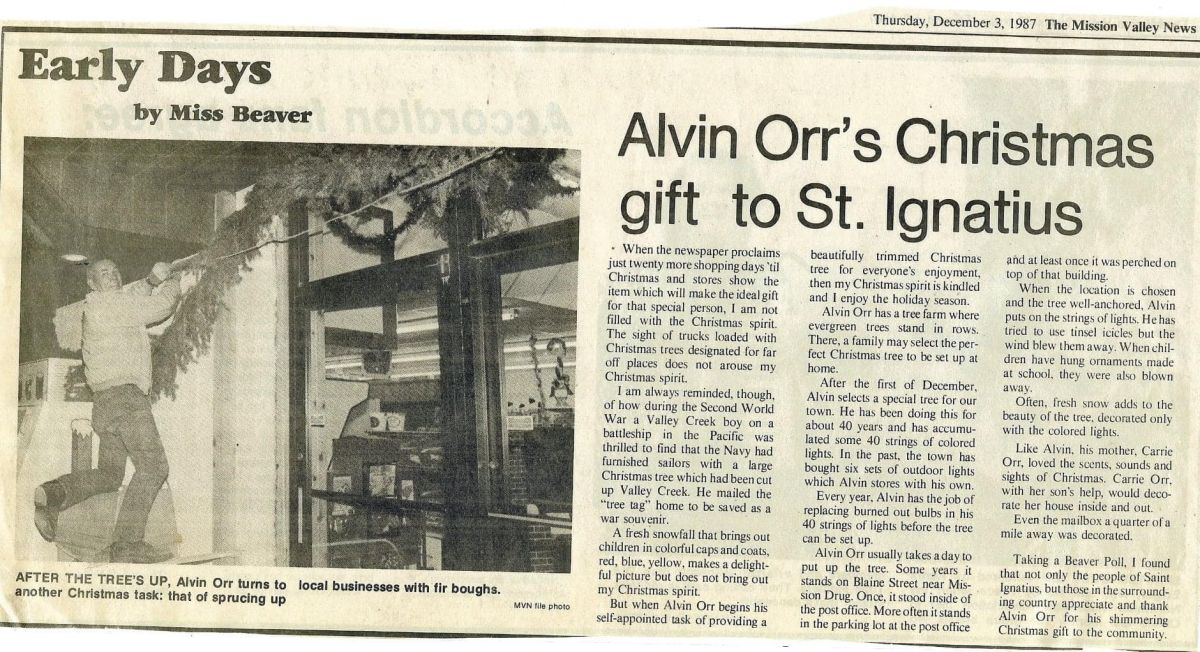 Thursday, December 3, 1987 The Mission Valley News
Early Days
by Miss Beaver
AFTER THE TREE'S UP, Alvin Orr turns to
another Christmas task: that of sprucing up
local businesses with fir boughs.
MVN file photo
Alvin Orr's Christmas
gift to St. Ignatius
When the newspaper proclaims
just twenty more shopping days 'til
Christmas and stores show the
item which will make the ideal gift
for that special person, I am not
filled with the Christmas spirit.
The sight of trucks loaded with
Christmas trees designated for far
off places does not arouse my
Christmas spirit.
I am always reminded, though,
of how during the Second World
War a Valley Creek boy on a
battleship in the Pacific was
thrilled to find that the Navy had
furnished sailors with a large
Christmas tree which had been cut
up Valley Creek. He mailed the
"tree tag" home to be saved as a
war souvenir.
A fresh snowfall that brings out
children in colorful caps and coats,
red, blue, yellow, makes a delight-
ful picture but does not bring out
my Christmas spirit.
But when Alvin Orr begins his
self-appointed task of providing a
beautifully trimmed Christmas
tree for everyone's enjoyment,
then my Christmas spirit is kindled
and I enjoy the holiday season.
Alvin Orr has a tree farm where
evergreen trees stand in rows.
There, a family may select the per-
fect Christmas tree to be set up at
home.
After the first of December,
Alvin selects a special tree for our
town. He has been doing this for
about 40 years and has accumu-
lated some 40 strings of colored
lights. In the past, the town has
bought six sets of outdoor lights
which Alvin stores with his own.
Every year, Alvin has the job of
replacing burned out bulbs in his
40 strings of lights before the tree
can be set up.
Alvin Orr usually takes a day to
put up the tree. Some years it
stands on Blaine Street near Mis-
sion Drug. Once, it stood inside of
the post office. More often it stands
in the parking lot at the post office
and at least once it was perched on
top of that building.
When the location is chosen
and the tree well-anchored, Alvin
puts on the strings of lights. He has
tried to use tinsel icicles but the
wind blew them away. When chil-
dren have hung ornaments made
at school, they were also blown
away.
Often, fresh snow adds to the
beauty of the tree, decorated only
with the colored lights.
Like Alvin, his mother, Carrie
Orr, loved the scents, sounds and
sights of Christmas. Carrie Orr,
with her son's help, would deco-
rate her house inside and out.
Even the mailbox a quarter of a
mile away was decorated.
Taking a Beaver Poll, I found
that not only the people of Saint
Ignatius, but those in the surround-
ing country appreciate and thank
Alvin Orr for his shimmering
Christmas gift to the community.